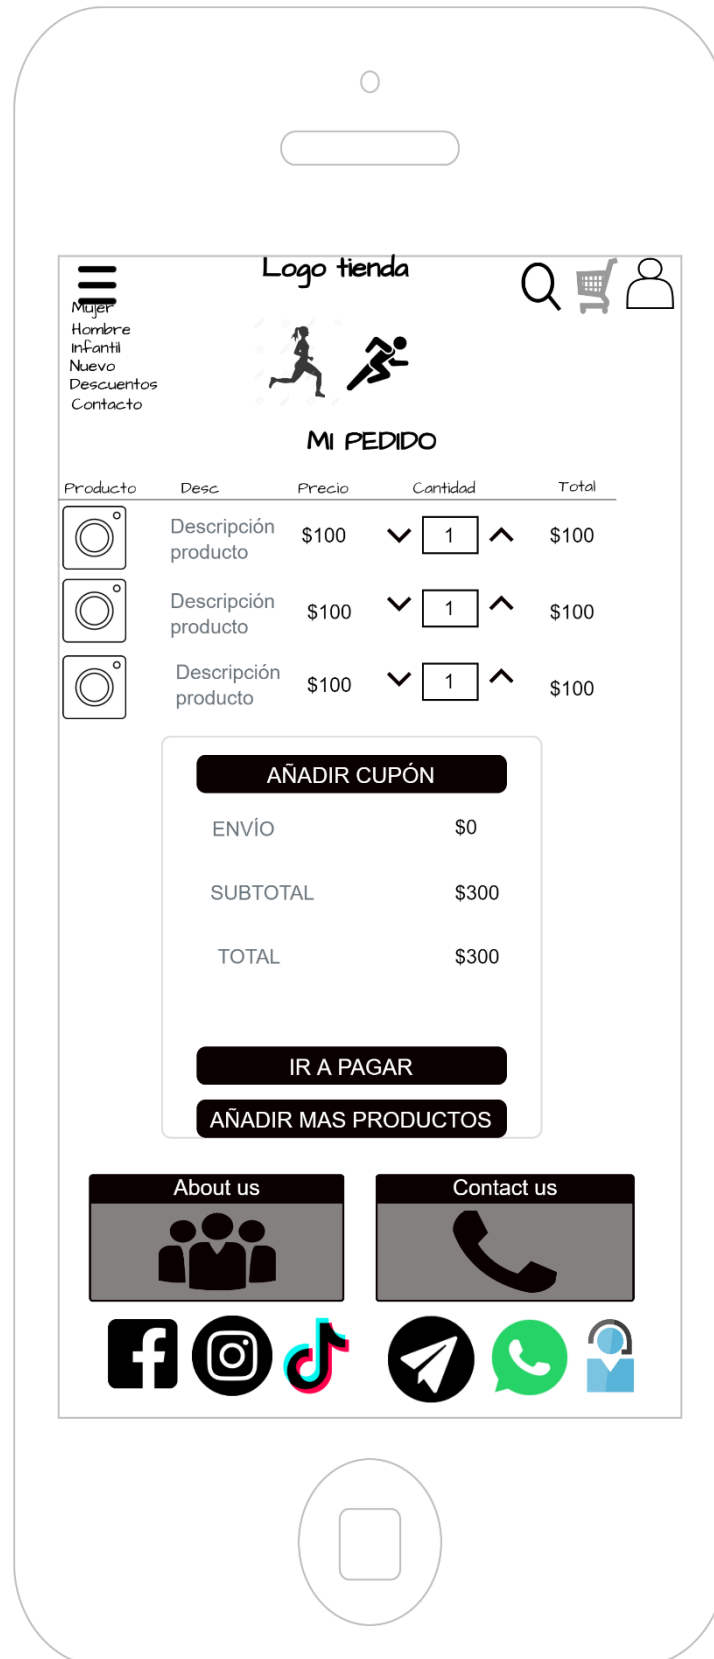 Logo tienda
Mujer
Hombre
Infantil
Nuevo
Descuentos
Contacto
MI PEDIDO
Producto Desc Precio Cantidad Total
Descripción
producto
$100 1 $100
Descripción
producto
$100 1 $100
Descripción
producto
$100 1 $100
AÑADIR CUPÓN
ENVÍO $0
SUBTOTAL $300
TOTAL $300
IR A PAGAR
AÑADIR MAS PRODUCTOS
About us Contact us